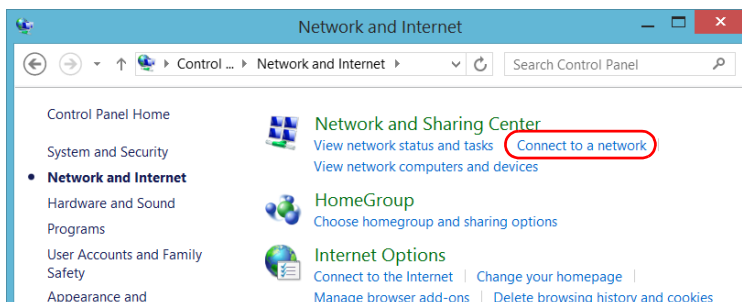 Network and Internet
Control ... Network and Internet
Search Control Panel
Control Panel Home
System and Security
Network and Internet
Hardware and Sound
Programs
User Accounts and Family
Safety
Appearance and
Network and Sharing Center
View network status and tasks
Connect to a network
View network computers and devices
HomeGroup
Choose homegroup and sharing options
Internet Options
Connect to the Internet
Change your homepage
Manage browser add-ons
Delete browsing history and cookies